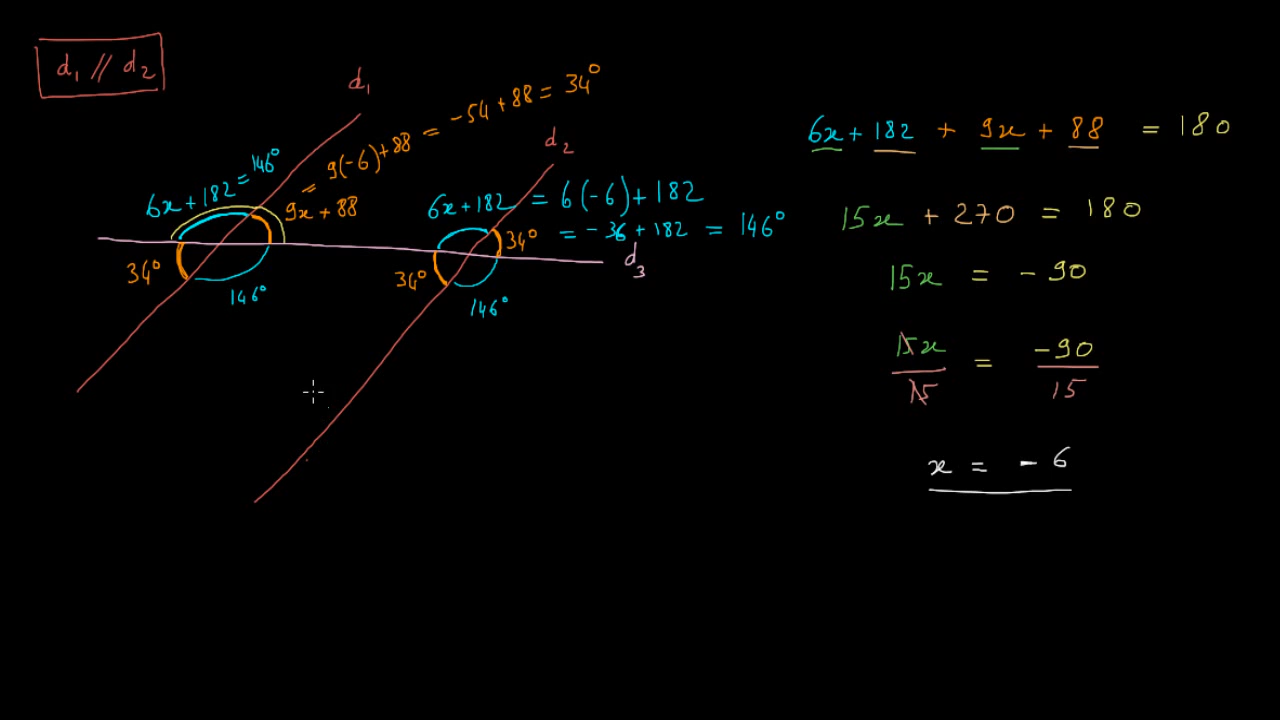 d₁ // d₂
d₁
= 9(-6)+88 = -54+88 = 34°
9x + 88
6x+182 = 146°
34°
146°
d₂
6x+182 = 6(-6)+182
= -36+182 = 146°
34°
d₃
34°
146°
6x + 182 + 9x + 88 = 180
15x + 270 = 180
15x = -90
15x/15 = -90/15
x = -6